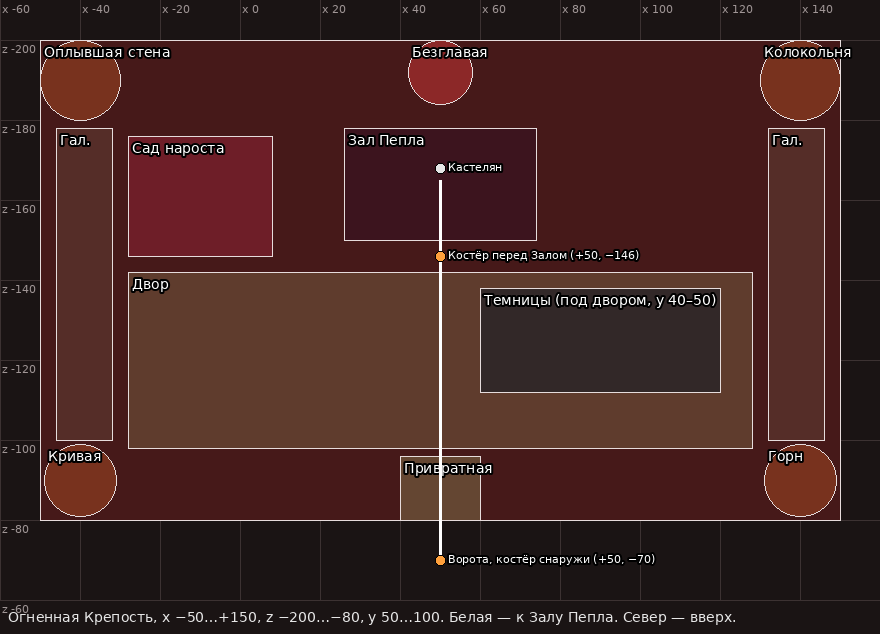 x -60
x -40
x -20
x 0
x 20
x 40
x 60
x 80
x 100
x 120
x 140
z -200
Оплывшая стена
Безглавая
Колокольня
z -180
Гал.
Сад нароста
Зал Пепла
Гал.
Кастелян
z -160
Костёр перед Залом (+50, −146)
z -140
Двор
Темницы (под двором, y 40–50)
z -120
z -100
Кривая
Привратная
Горн
z -80
Ворота, костёр снаружи (+50, −70)
z -60
Огненная Крепость, x −50…+150, z −200…−80, y 50…100. Белая — к Залу Пепла. Север — вверх.